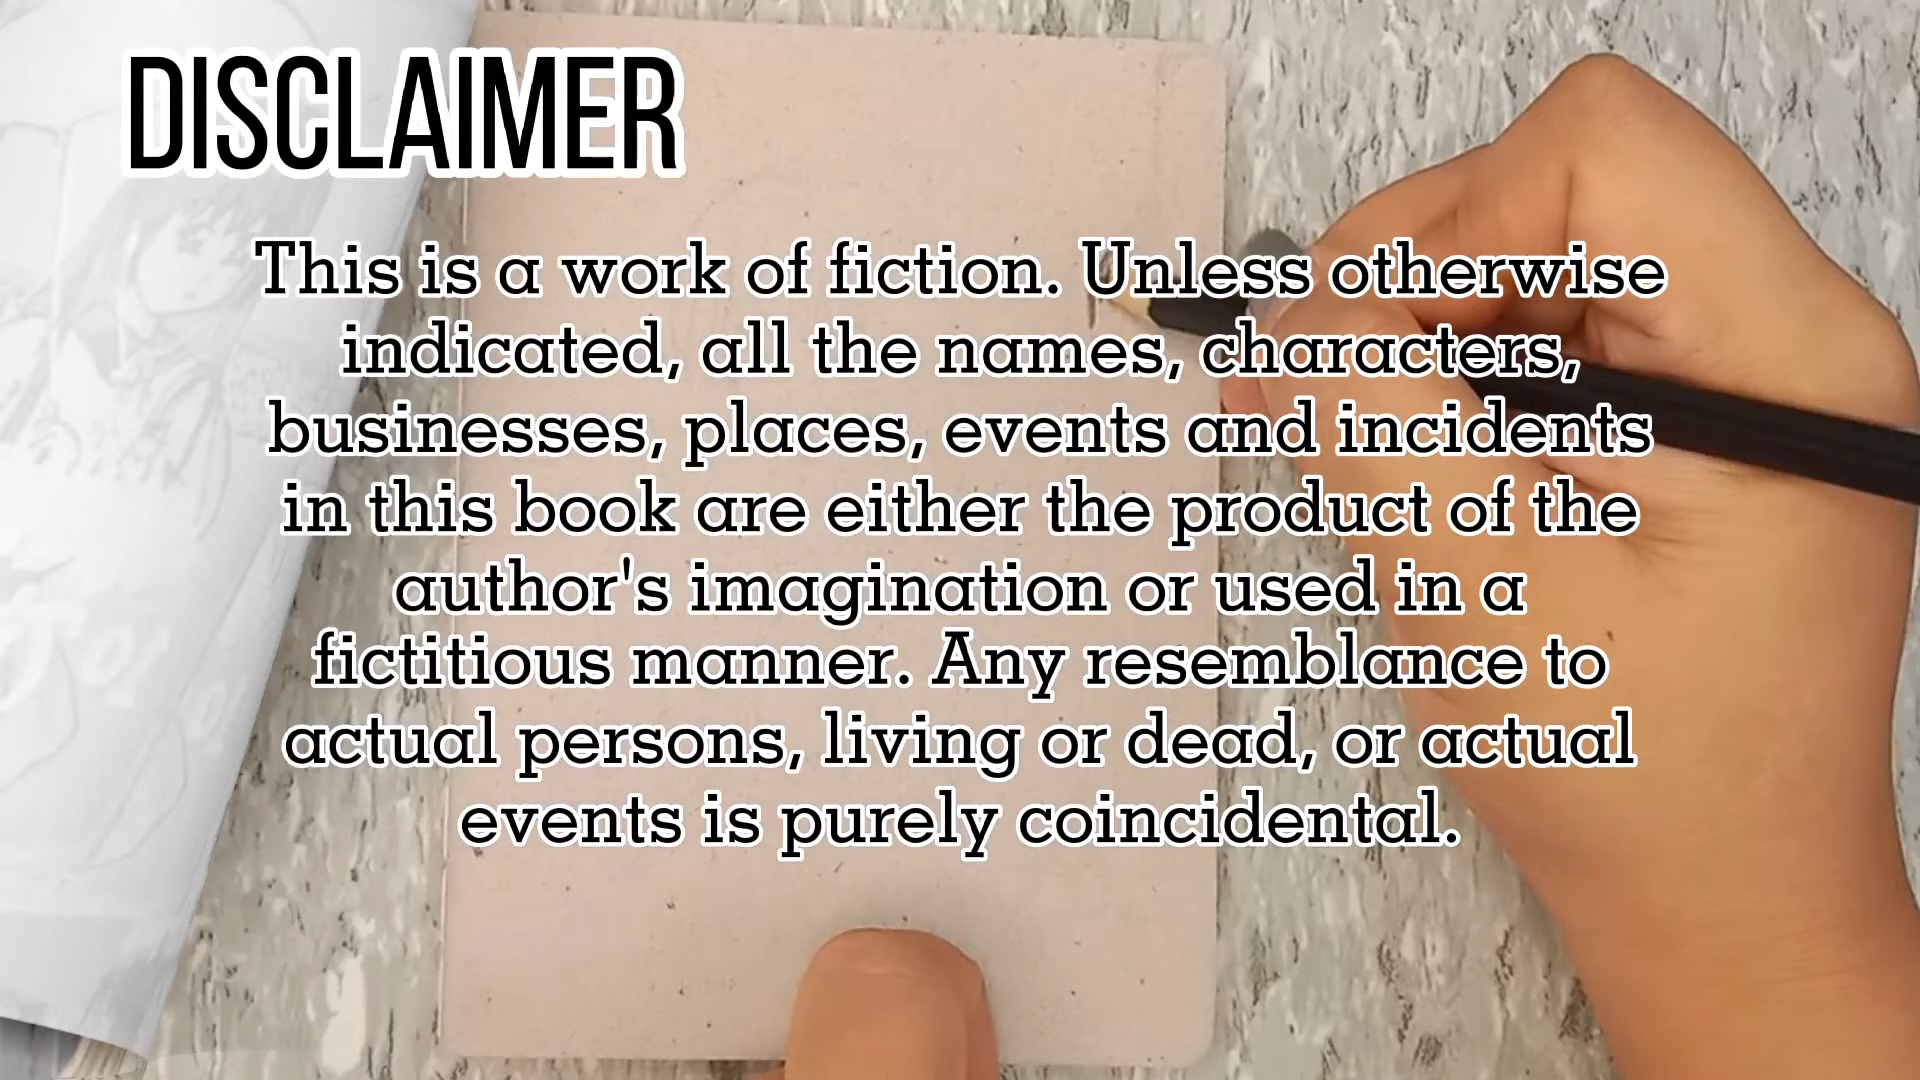 DISCLAIMER
This is a work of fiction. Unless otherwise
indicated, all the names, characters,
businesses, places, events and incidents
in this book are either the product of the
author's imagination or used in a
fictitious manner. Any resemblance to
actual persons, living or dead, or actual
events is purely coincidental.